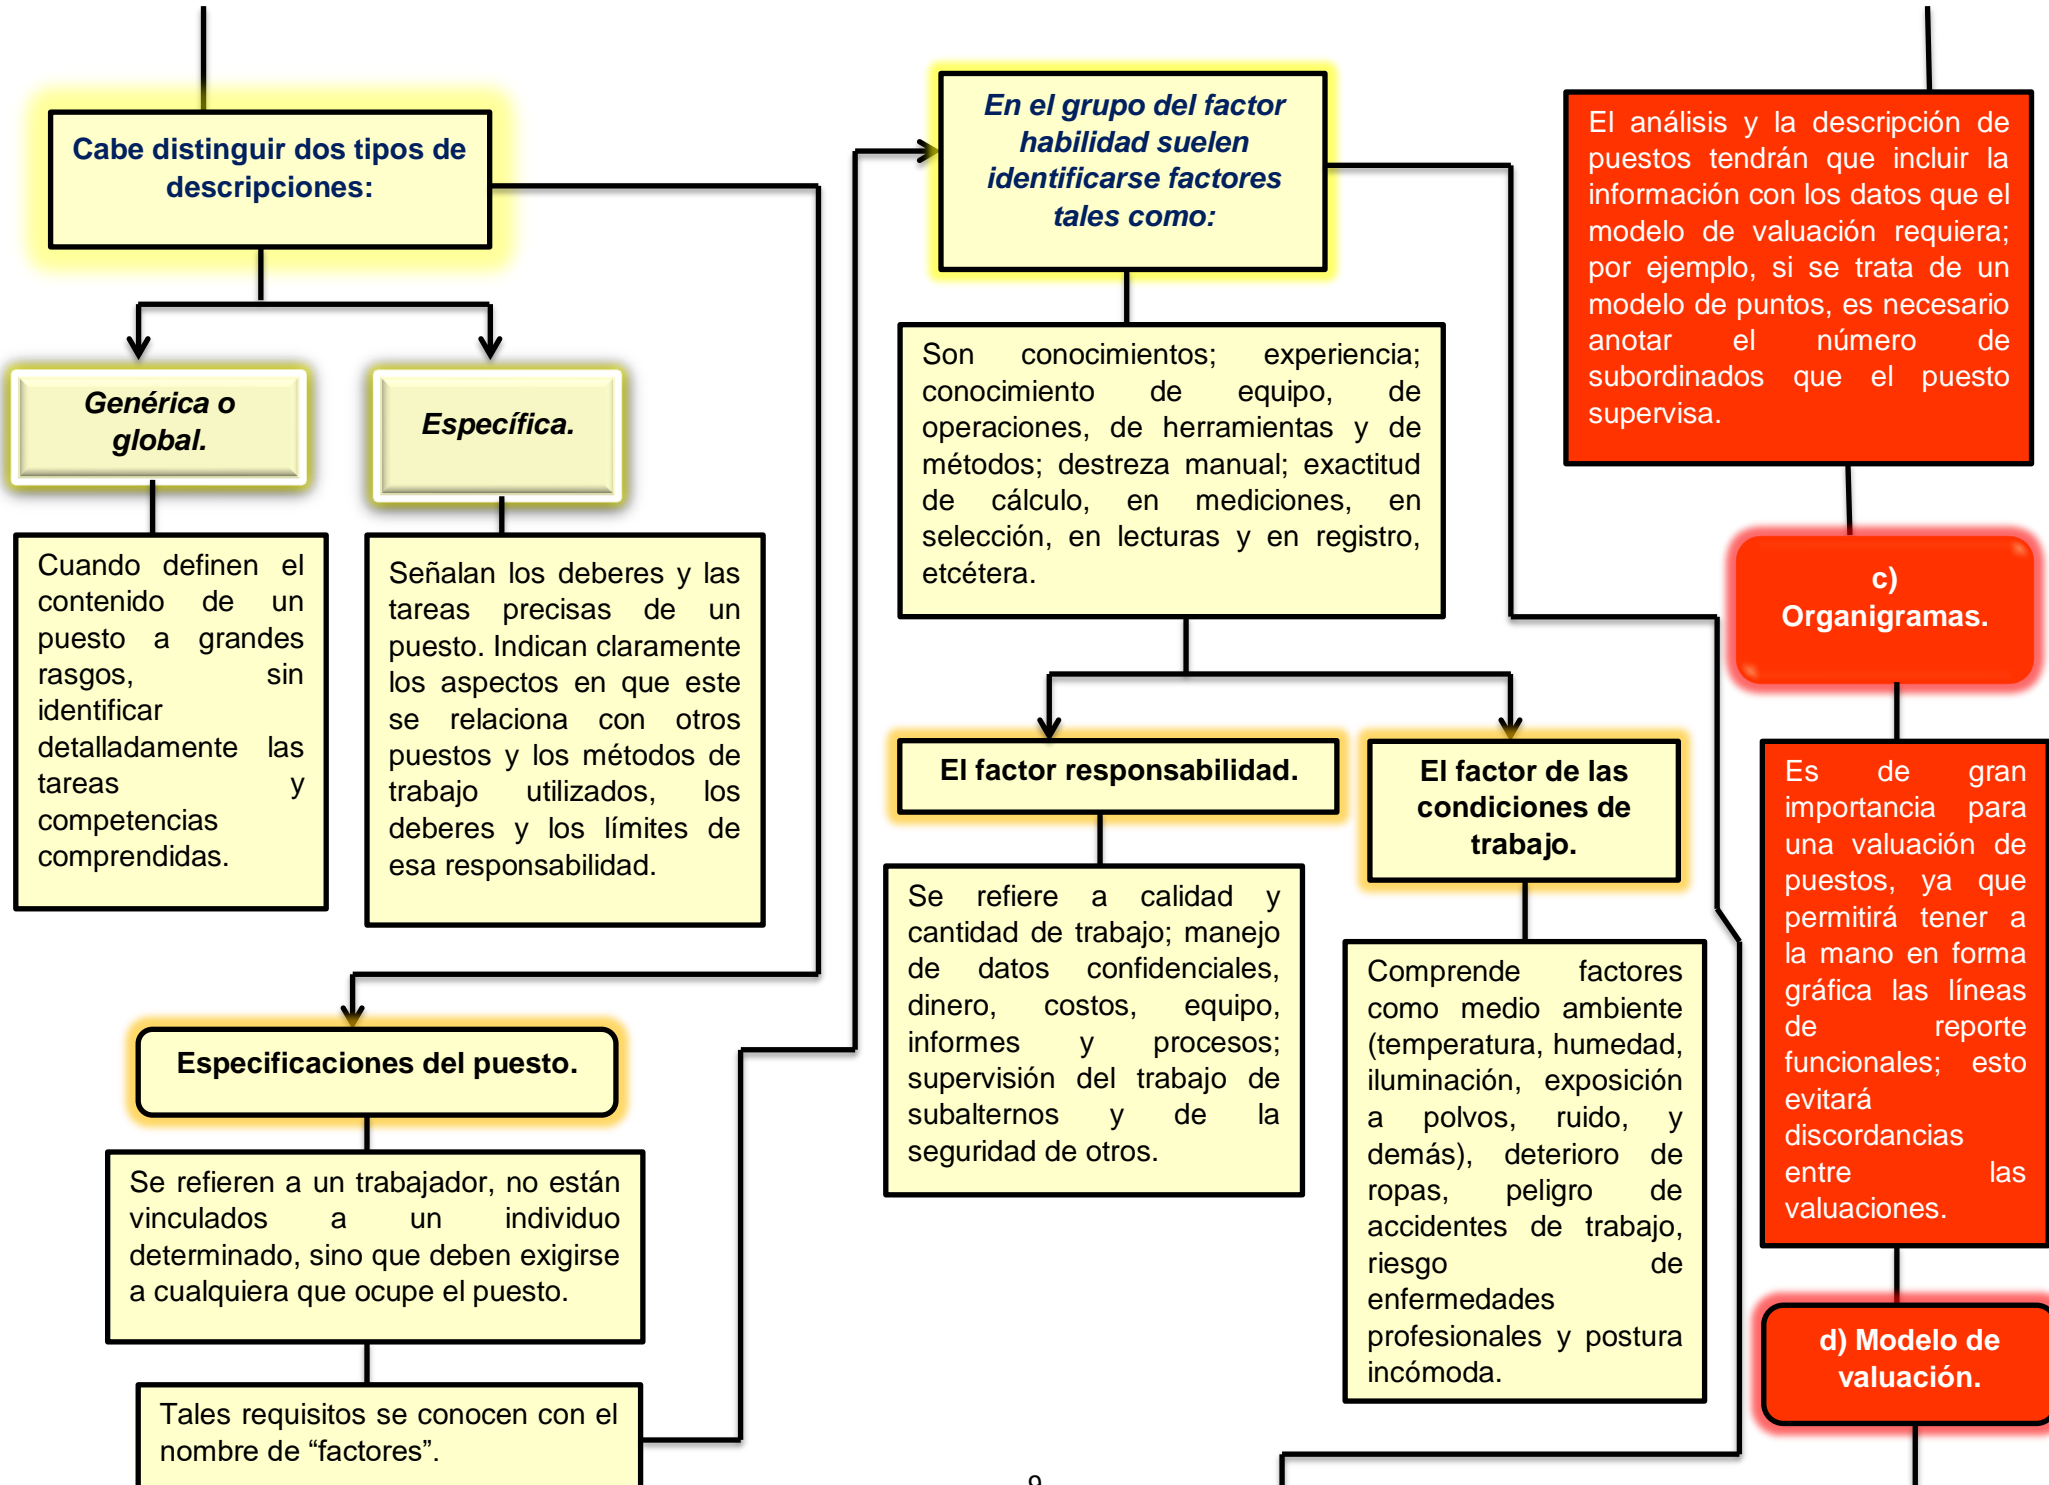 Cabe distinguir dos tipos de
descripciones:
Genérica o
global.
Específica.
Cuando definen el
contenido de un
puesto a grandes
rasgos, sin
identificar
detalladamente las
tareas y
competencias
comprendidas.
Señalan los deberes y las
tareas precisas de un
puesto. Indican claramente
los aspectos en que este
se relaciona con otros
puestos y los métodos de
trabajo utilizados, los
deberes y los límites de
esa responsabilidad.
Especificaciones del puesto.
Se refieren a un trabajador, no están
vinculados a un individuo
determinado, sino que deben exigirse
a cualquiera que ocupe el puesto.
Tales requisitos se conocen con el
nombre de “factores”.
En el grupo del factor
habilidad suelen
identificarse factores
tales como:
Son conocimientos; experiencia;
conocimiento de equipo, de
operaciones, de herramientas y de
métodos; destreza manual; exactitud
de cálculo, en mediciones, en
selección, en lecturas y en registro,
etcétera.
El factor responsabilidad.
Se refiere a calidad y
cantidad de trabajo; manejo
de datos confidenciales,
dinero, costos, equipo,
informes y procesos;
supervisión del trabajo de
subalternos y de la
seguridad de otros.
El factor de las
condiciones de
trabajo.
Comprende factores
como medio ambiente
(temperatura, humedad,
iluminación, exposición
a polvos, ruido, y
demás), deterioro de
ropas, peligro de
accidentes de trabajo,
riesgo de
enfermedades
profesionales y postura
incómoda.
El análisis y la descripción de
puestos tendrán que incluir la
información con los datos que el
modelo de valuación requiera;
por ejemplo, si se trata de un
modelo de puntos, es necesario
anotar el número de
subordinados que el puesto
supervisa.
c)
Organigramas.
Es de gran
importancia para
una valuación de
puestos, ya que
permitirá tener a
la mano en forma
gráfica las líneas
de reporte
funcionales; esto
evitará
discordancias
entre las
valuaciones.
d) Modelo de
valuación.